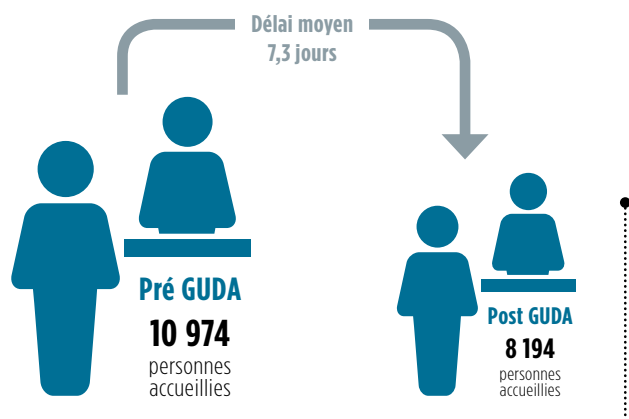 Délai moyen
7,3 jours
Pré GUDA
10 974
personnes
accueillies
Post GUDA
8 194
personnes
accueillies